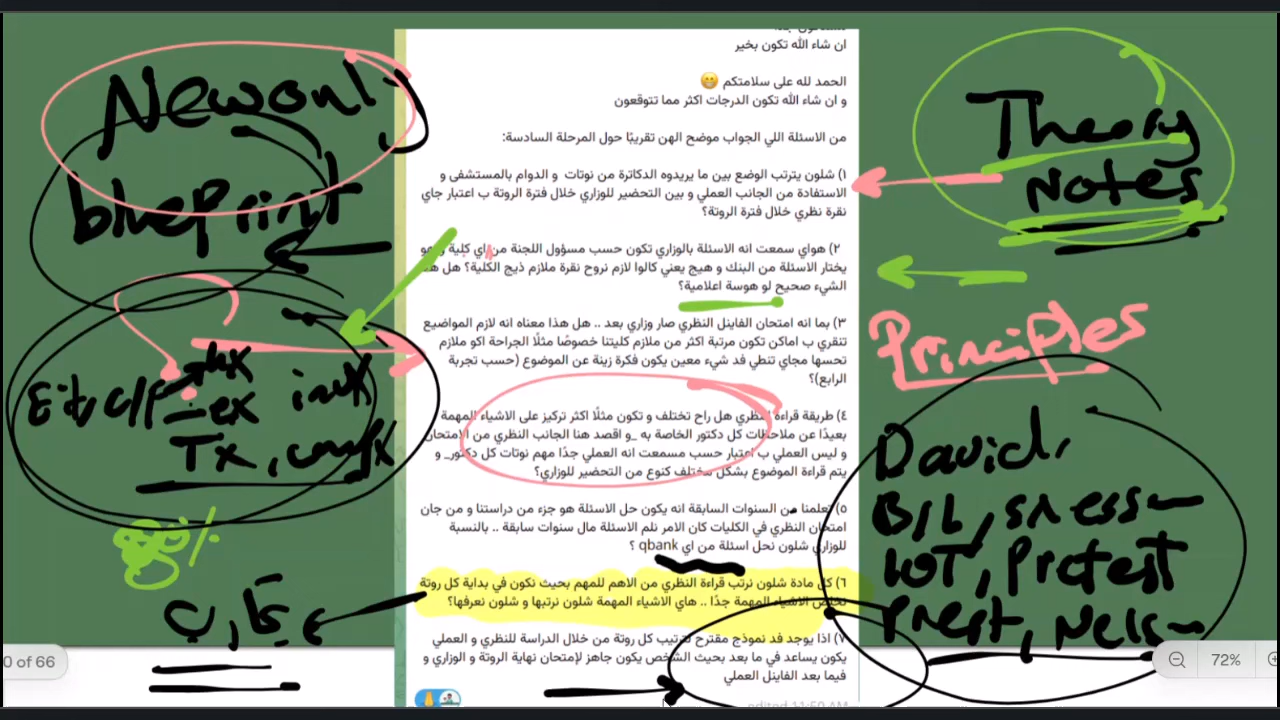 ان شاء الله تكون بخير
الحمد لله على سلامتكم 😁
و ان شاء الله تكون الدرجات اكثر مما تتوقعون
من الاسئلة اللي الجواب موضح الهن تقريبًا حول المرحلة السادسة:
١) شلون يترتب الوضع بين ما يريدوه الدكاترة من نوتات و الدوام بالمستشفى و
الاستفادة من الجانب العملي و بين التحضير للوزاري خلال فترة الروتة ب اعتبار جاي
نقرة نظري خلال فترة الروتة؟
٢) هواي سمعت انه الاسئلة بالوزاري تكون حسب مسؤول اللجنة من اي كلية و هو
يختار الاسئلة من البنك و هيج يعني كالوا لازم نروح نقرة ملازم ذيج الكلية؟ هل هذا
الشيء صحيح لو هوسة اعلامية؟
٣) بما انه امتحان الفاينل النظري صار وزاري بعد .. هل هذا معناه انه لازم المواضيع
تنقري ب اماكن تكون مرتبة اكثر من ملازم كليتنا خصوصًا مثلًا الجراحة اكو ملازم
تحسها مجاي تنطي فد شيء معين يكون فكرة زينة عن الموضوع (حسب تجربة
الرابع)؟
٤) طريقة قراءة النظري هل راح تختلف و تكون مثلًا اكثر تركيز على الاشياء المهمة
بعيدًا عن ملاحظات كل دكتور الخاصة به _و اقصد هنا الجانب النظري من الامتحان
و ليس العملي ب اعتبار حسب مسمعت انه العملي جدًا مهم نوتات كل دكتور_ و
يتم قراءة الموضوع بشكل مختلف كنوع من التحضير للوزاري؟
٥) تعلمنا من السنوات السابقة انه يكون حل الاسئلة هو جزء من دراستنا و من جان
امتحان النظري في الكليات كان الامر نلم الاسئلة مال سنوات سابقة .. بالنسبة
للوزاري شلون نحل اسئلة من اي qbank ؟
٦) كل مادة شلون نرتب قراءة النظري من الاهم للمهم بحيث نكون في بداية كل روتة
نخلص الاشياء المهمة جدًا .. هاي الاشياء المهمة شلون نرتبها و شلون نعرفها؟
٧) اذا يوجد فد نموذج مقترح لترتيب كل روتة من خلال الدراسة للنظري و العملي
يكون يساعد في ما بعد بحيث الشخص يكون جاهز لإمتحان نهاية الروتة و الوزاري و
فيما بعد الفاينل العملي
edited 11:50 AM
New only
blueprint
Tx
80%
Theory
Notes
Principles
David,
Pretest
0 of 66
72%